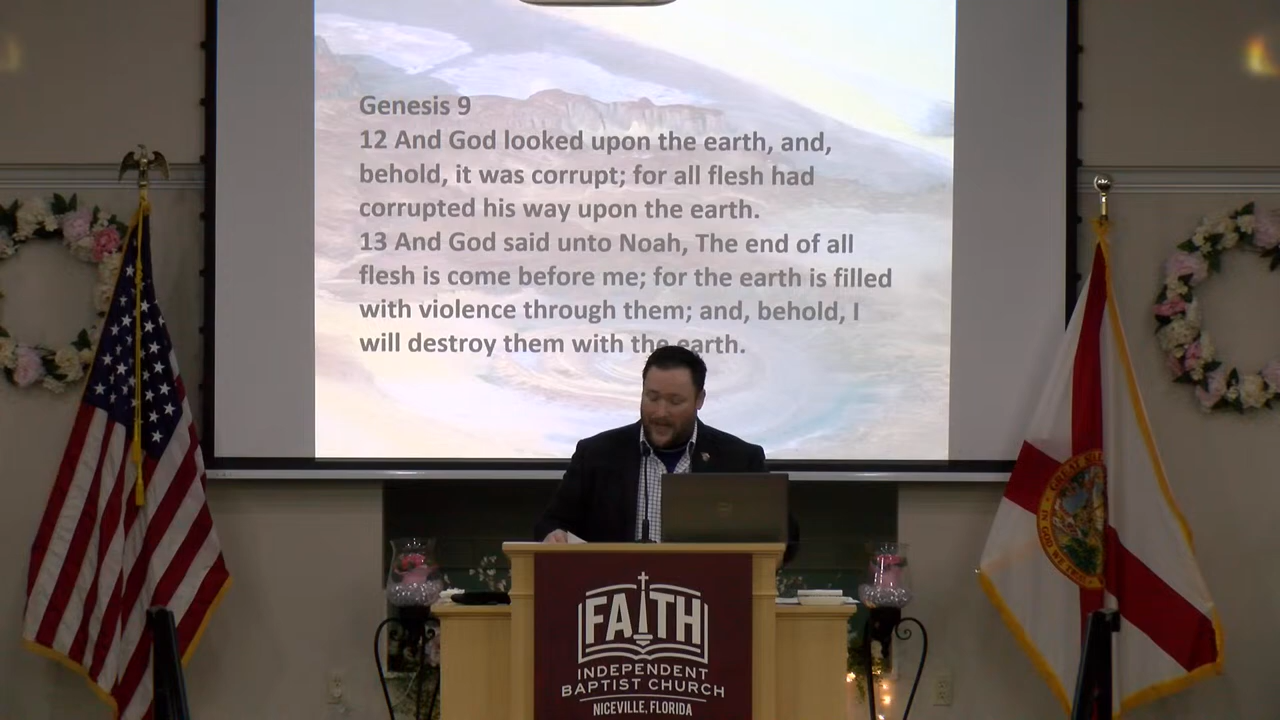 Genesis 9
12 And God looked upon the earth, and,
behold, it was corrupt; for all flesh had
corrupted his way upon the earth.
13 And God said unto Noah, The end of all
flesh is come before me; for the earth is filled
with violence through them; and, behold, I
will destroy them with the earth.
FAITH
INDEPENDENT
BAPTIST CHURCH
NICEVILLE, FLORIDA